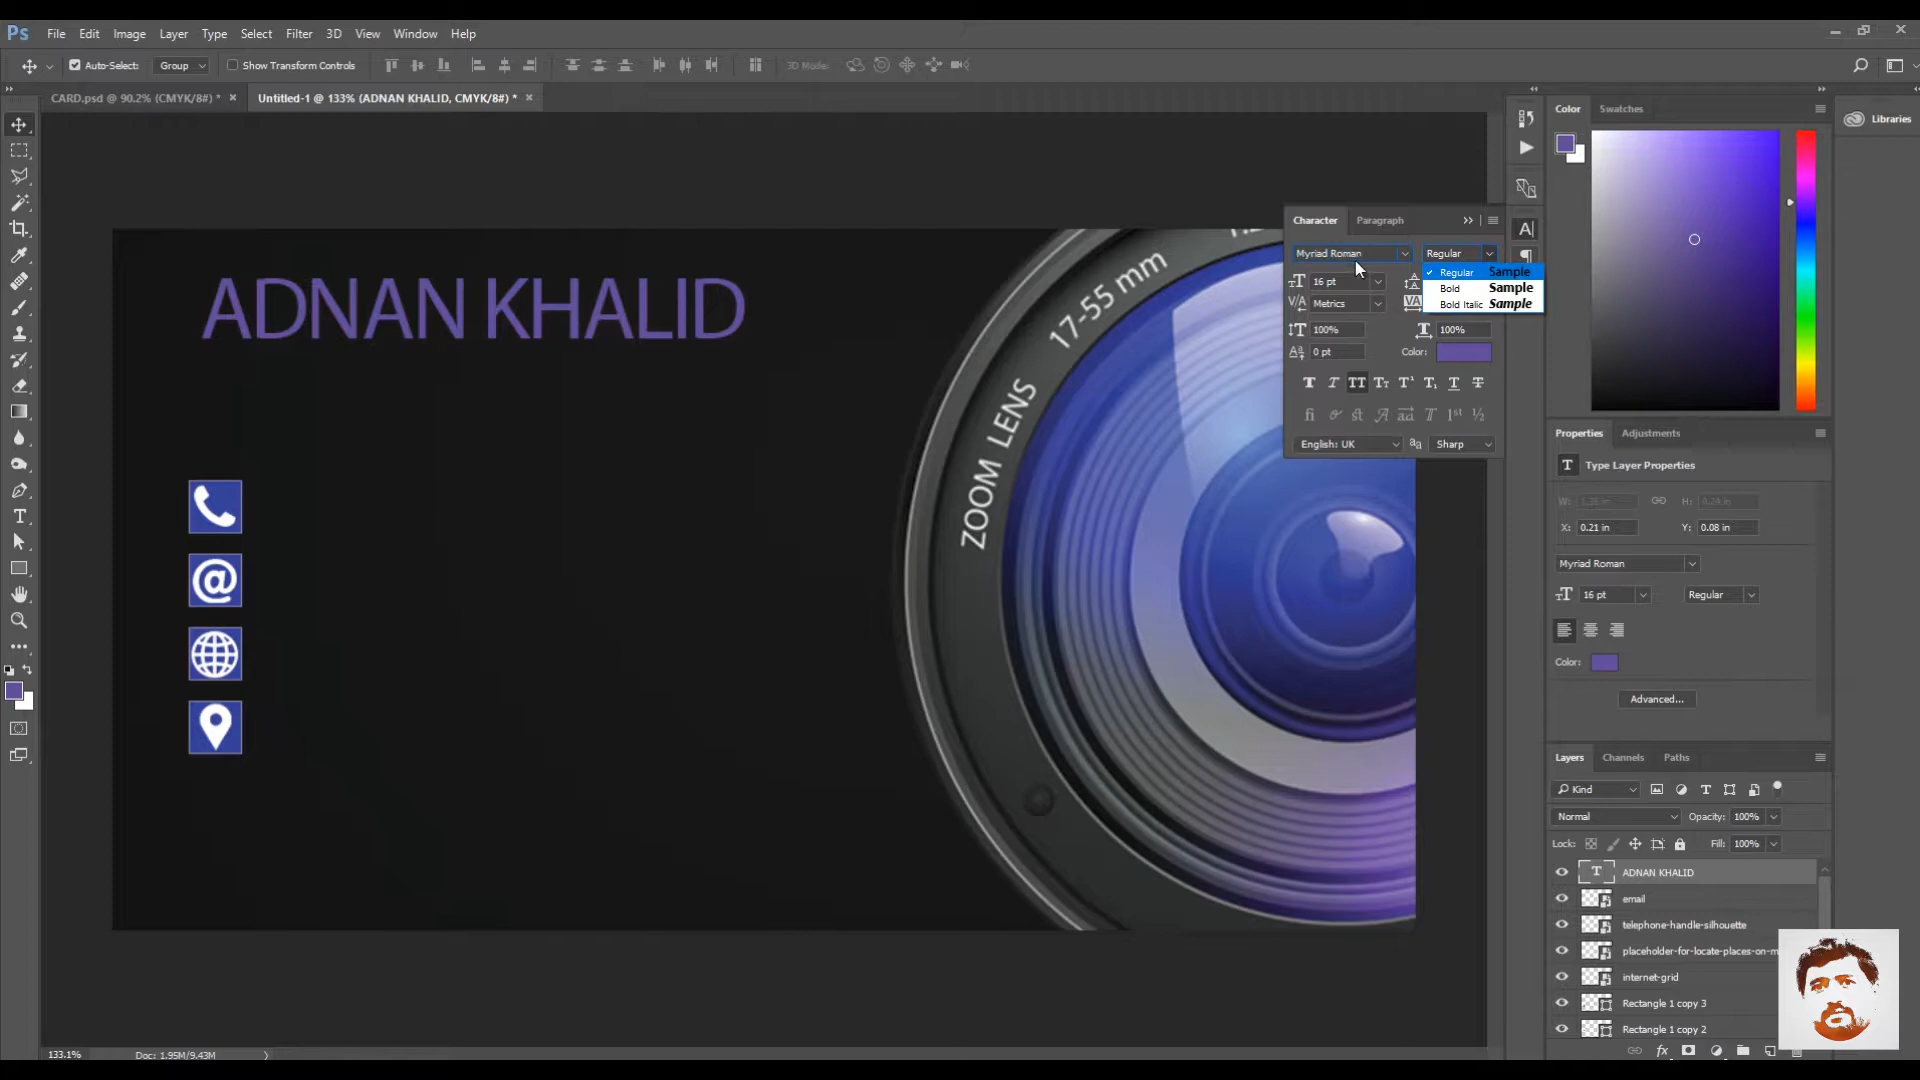 Ps File Edit Image Layer Type Select Filter 3D View Window Help
Auto-Select: Group Show Transform Controls 3D Mode:
CARD.psd @ 90.2% (CMYK/8#) * × Untitled-1 @ 133% (ADNAN KHALID, CMYK/8#) * ×
Color Swatches
Libraries
ADNAN KHALID
17-55 mm
ZOOM LENS
Character Paragraph
Myriad Roman Regular
Regular Sample
Bold Sample
Bold Italic Sample
16 pt
Metrics
100% 100%
0 pt Color:
English: UK Sharp
Properties Adjustments
Type Layer Properties
W: H:
X: 0.21 in Y: 0.08 in
Myriad Roman
16 pt Regular
Color:
Advanced...
Layers Channels Paths
Kind
Normal Opacity: 100%
Lock: Fill: 100%
ADNAN KHALID
email
telephone-handle-silhouette
placeholder-for-locate-places-on-m
internet-grid
Rectangle 1 copy 3
Rectangle 1 copy 2
133.1% Doc: 1.95M/9.43M